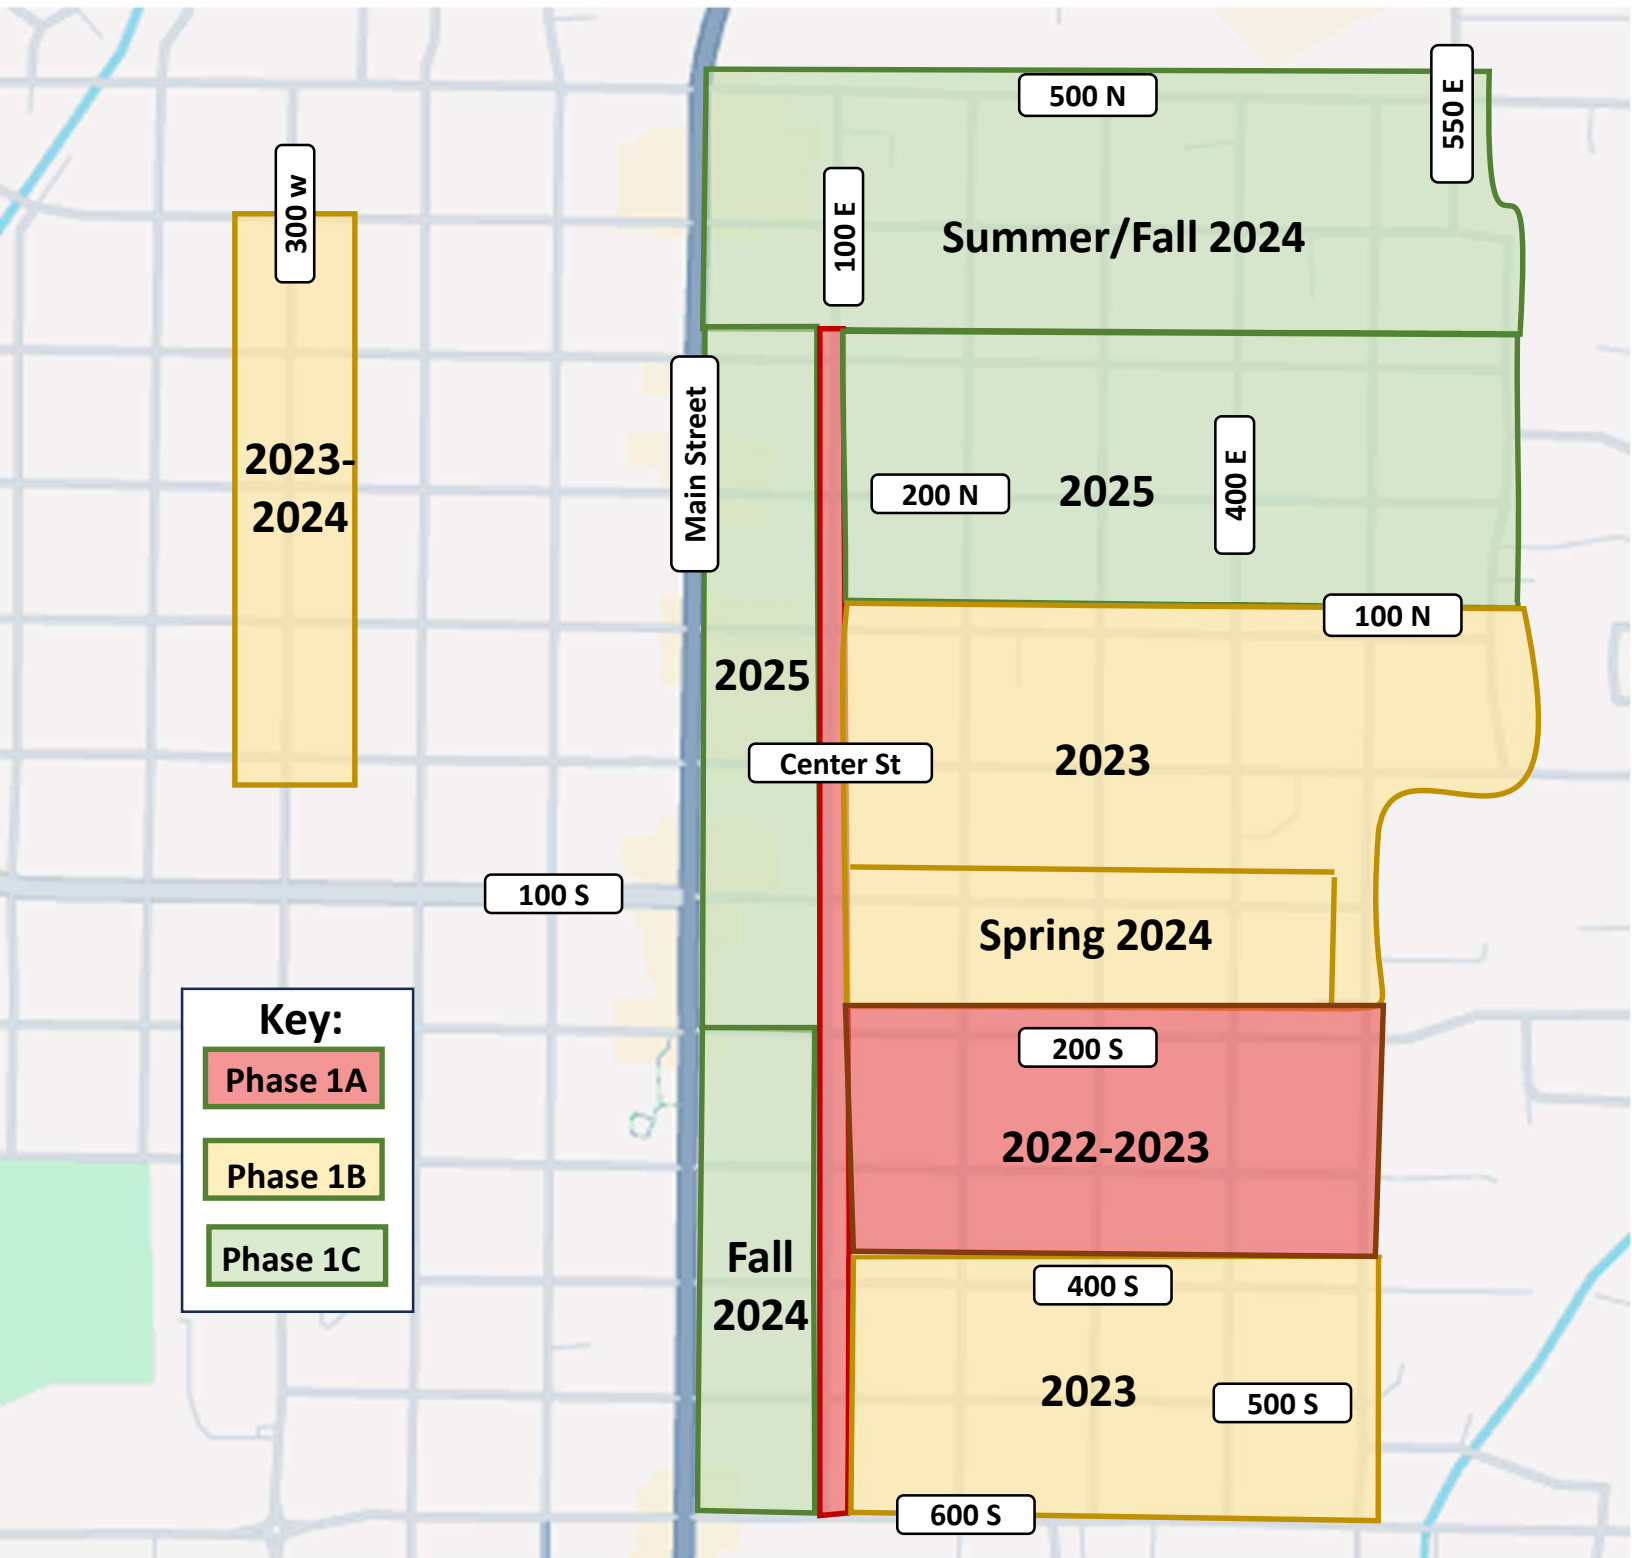 500 N
550 E
300 w
100 E
Summer/Fall 2024
Main Street
2023-
2024
200 N
2025
400 E
100 N
2025
Center St
2023
100 S
Spring 2024
Key:
Phase 1A
Phase 1B
Phase 1C
200 S
2022-2023
Fall
2024
400 S
2023
500 S
600 S